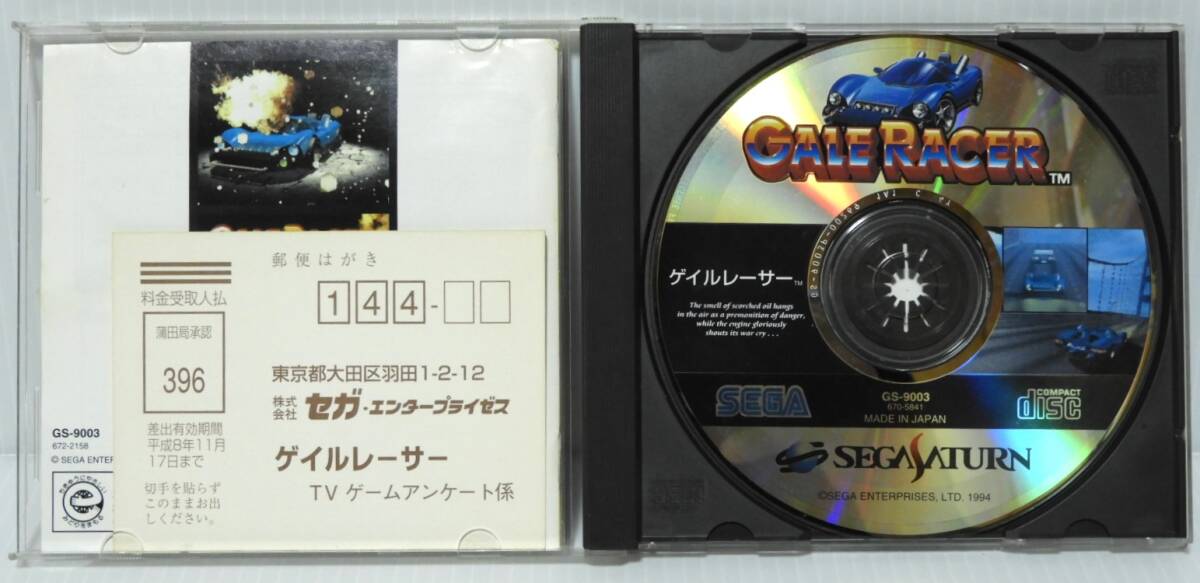 郵便はがき
料金受取人払
蒲田局承認
396
差出有効期間
平成8年11月
17日まで
切手を貼らず
このままお出
しください。
144-
東京都大田区羽田1-2-12
株式会社 セガ・エンタープライゼス
ゲイルレーサー
TV ゲームアンケート係
GS-9003
672-2158
© SEGA ENTER
GALE RACER™
ゲイルレーサー™
The smell of scorched oil hangs
in the air as a premonition of danger,
while the engine gloriously
shouts its war cry....
SEGA
GS-9003
670-5841
MADE IN JAPAN
COMPACT
disc
SEGA SATURN
©SEGA ENTERPRISES, LTD. 1994